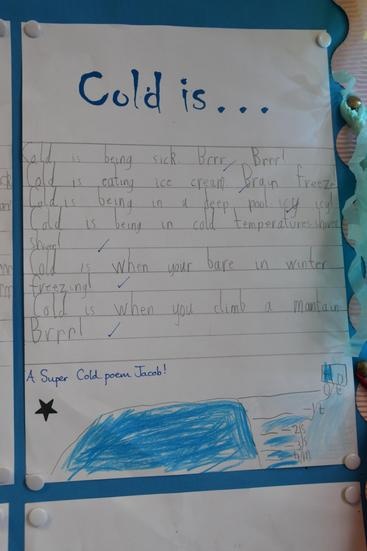 Cold is...
Cold is being sick. Brrr, Brrr!
Cold is eating ice cream. Brain freeze
Cold is being in a deep pool icy icy!
Cold is being in cold temperatures shiver
Cold is when your bare in winter
freezing!
Cold is when you climb a mantain
Brrr!
A Super Cold poem Jacob!